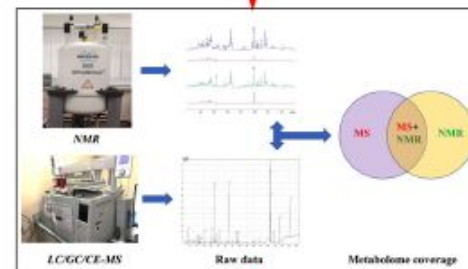 MS
MS+
NMR
NMR
NMR
LC/GC/CE-MS
Raw data
Metabolome coverage